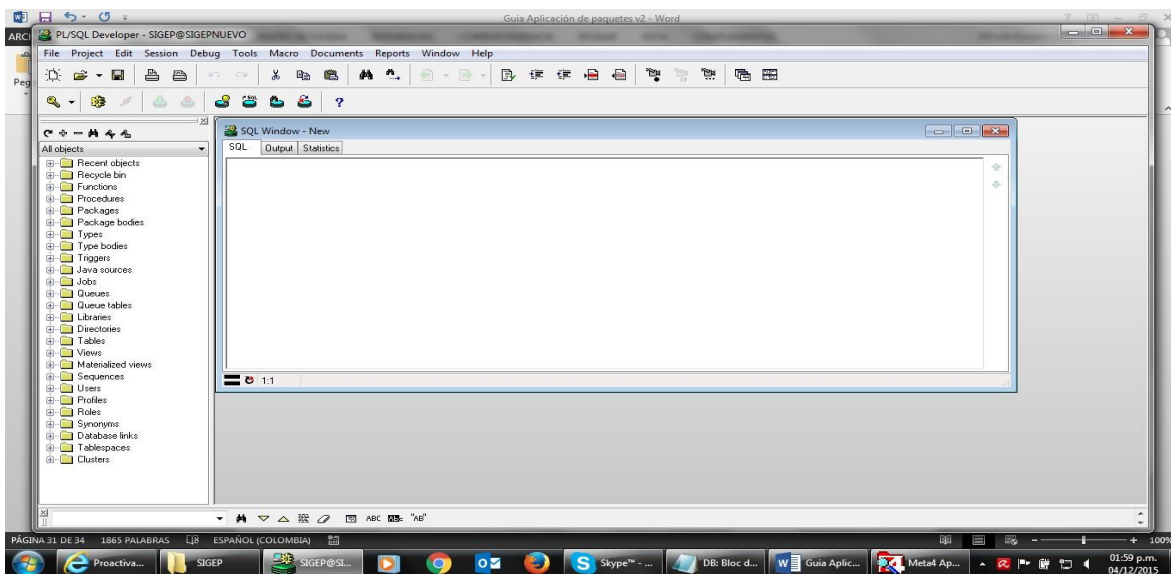 Guia Aplicación de paquetes v2 - Word
PL/SQL Developer - SIGEP@SIGEPNUEVO
File Project Edit Session Debug Tools Macro Documents Reports Window Help
SQL Window - New
SQL Output Statistics
All objects
Recent objects
Recycle bin
Functions
Procedures
Packages
Package bodies
Types
Type bodies
Triggers
Java sources
Jobs
Queues
Queue tables
Libraries
Directories
Tables
Views
Materialized views
Sequences
Users
Profiles
Roles
Synonyms
Database links
Tablespaces
Clusters
1:1
ABC "AB"
PÁGINA 31 DE 34 1865 PALABRAS ESPAÑOL (COLOMBIA) 100%
Proactiva... SIGEP SIGEP@SI... Skype™ - ... DB: Bloc d... Guia Aplic... Meta4 Ap...
01:59 p.m.
04/12/2015